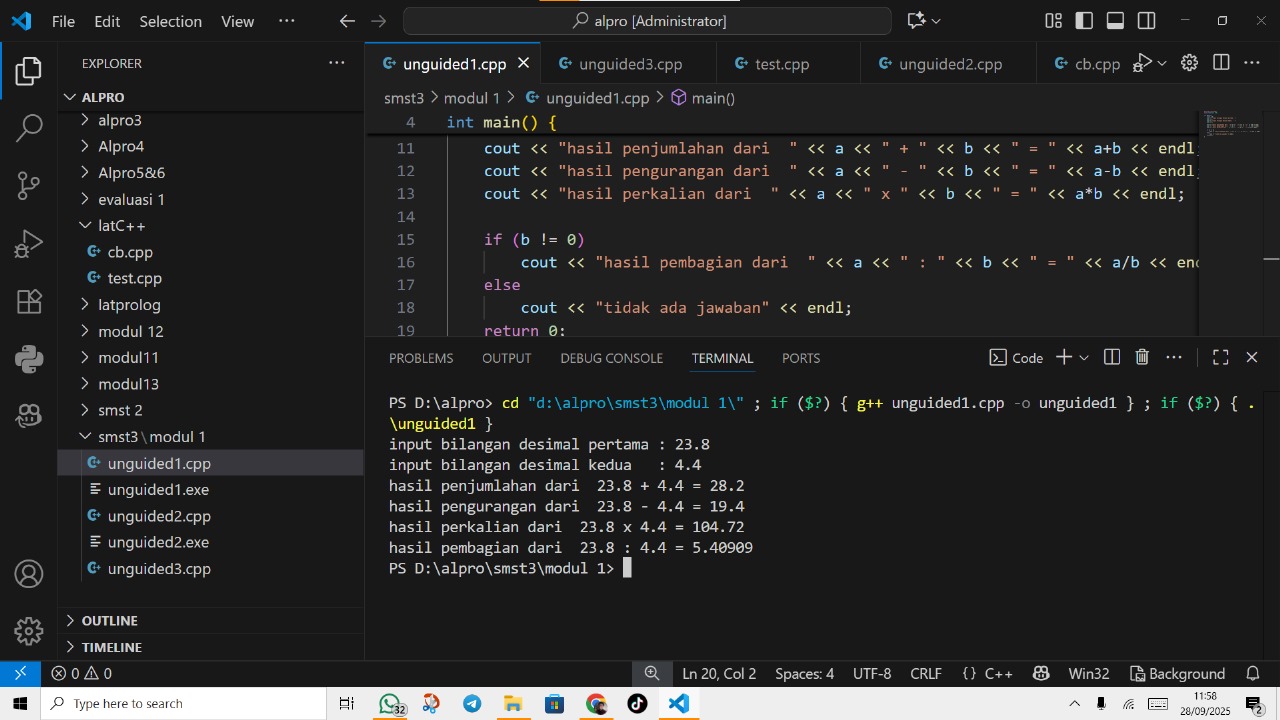 File Edit Selection View ···
alpro [Administrator]
EXPLORER
ALPRO
alpro3
Alpro4
Alpro5&6
evaluasi 1
latC++
cb.cpp
test.cpp
latprolog
modul 12
modul11
modul13
smst 2
smst3\modul 1
unguided1.cpp
unguided1.exe
unguided2.cpp
unguided2.exe
unguided3.cpp
OUTLINE
TIMELINE
unguided1.cpp unguided3.cpp test.cpp unguided2.cpp cb.cpp
smst3 > modul 1 > unguided1.cpp > main()
4 int main() {
11 cout << "hasil penjumlahan dari  " << a << " + " << b << " = " << a+b << endl;
12 cout << "hasil pengurangan dari  " << a << " - " << b << " = " << a-b << endl
13 cout << "hasil perkalian dari  " << a << " x " << b << " = " << a*b << endl;
14
15 if (b != 0)
16 cout << "hasil pembagian dari  " << a << " : " << b << " = " << a/b << en
17 else
18 cout << "tidak ada jawaban" << endl;
19 return 0;
PROBLEMS OUTPUT DEBUG CONSOLE TERMINAL PORTS Code
PS D:\alpro> cd "d:\alpro\smst3\modul 1\" ; if ($?) { g++ unguided1.cpp -o unguided1 } ; if ($?) { .
\unguided1 }
input bilangan desimal pertama : 23.8
input bilangan desimal kedua   : 4.4
hasil penjumlahan dari  23.8 + 4.4 = 28.2
hasil pengurangan dari  23.8 - 4.4 = 19.4
hasil perkalian dari  23.8 x 4.4 = 104.72
hasil pembagian dari  23.8 : 4.4 = 5.40909
PS D:\alpro\smst3\modul 1>
0 0 Ln 20, Col 2 Spaces: 4 UTF-8 CRLF {} C++ Win32 Background
Type here to search
32
11:58
28/09/2025
2